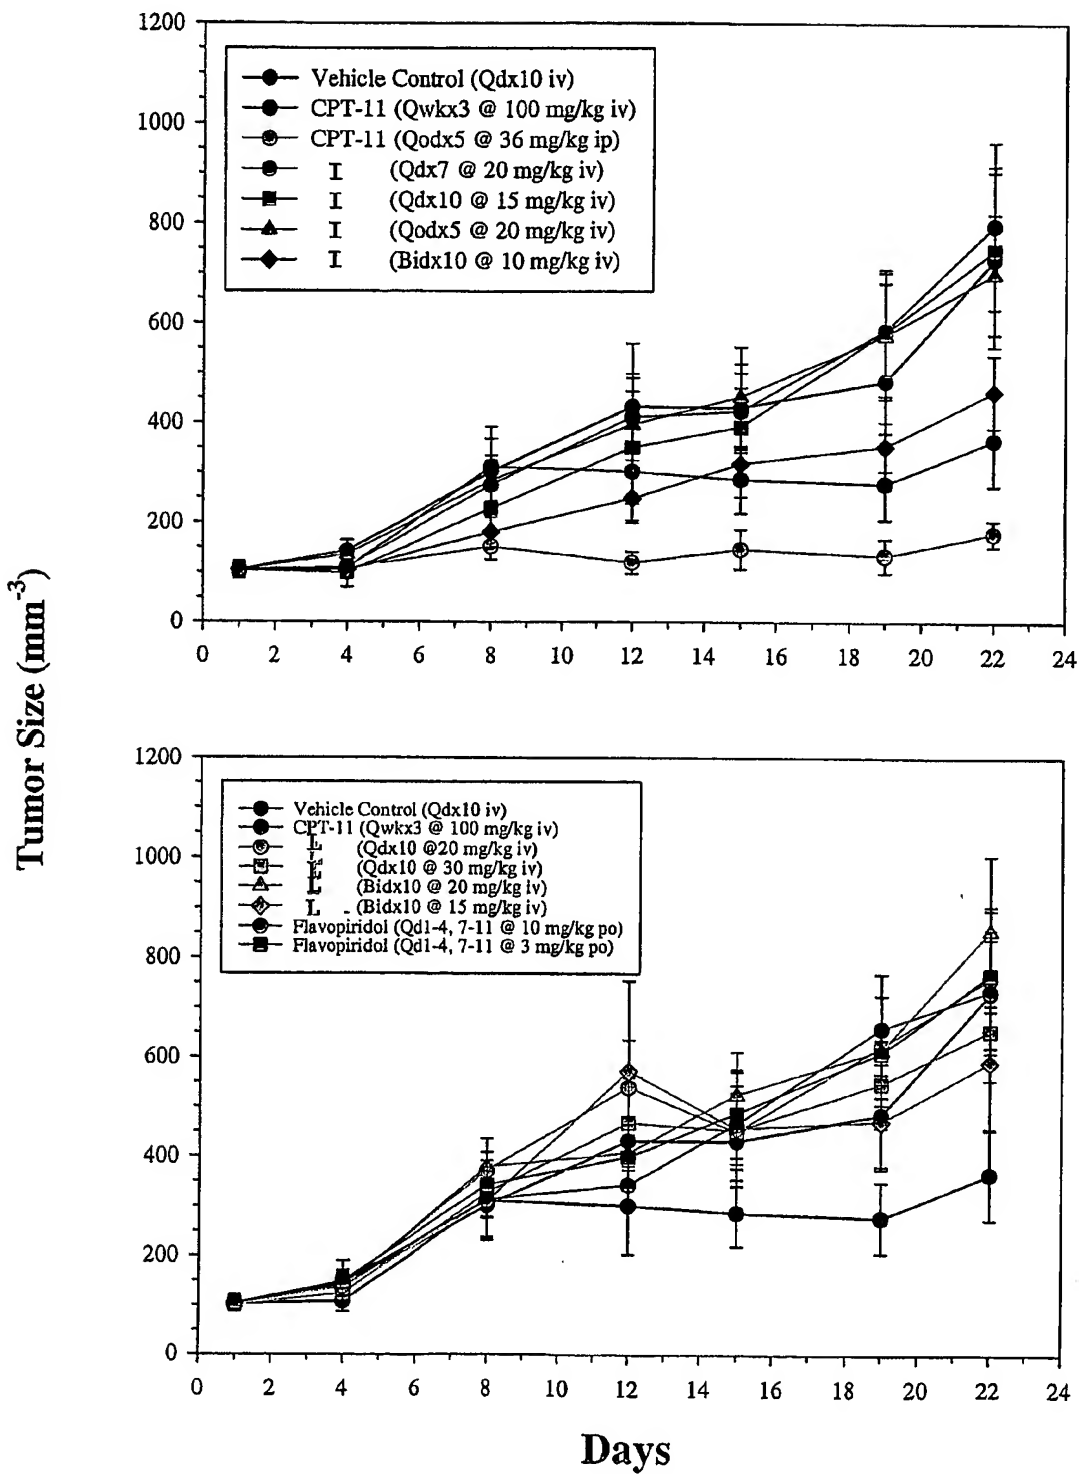 Tumor Size (mm⁻³)
1200
1000
800
600
400
200
0
Vehicle Control (Qdx10 iv)
CPT-11 (Qwkx3 @ 100 mg/kg iv)
CPT-11 (Qodx5 @ 36 mg/kg ip)
I (Qdx7 @ 20 mg/kg iv)
I (Qdx10 @ 15 mg/kg iv)
I (Qodx5 @ 20 mg/kg iv)
I (Bidx10 @ 10 mg/kg iv)
0 2 4 6 8 10 12 14 16 18 20 22 24
1200
1000
800
600
400
200
0
Vehicle Control (Qdx10 iv)
CPT-11 (Qwkx3 @ 100 mg/kg iv)
L (Qdx10 @20 mg/kg iv)
L (Qdx10 @ 30 mg/kg iv)
L (Bidx10 @ 20 mg/kg iv)
L (Bidx10 @ 15 mg/kg iv)
Flavopiridol (Qd1-4, 7-11 @ 10 mg/kg po)
Flavopiridol (Qd1-4, 7-11 @ 3 mg/kg po)
0 2 4 6 8 10 12 14 16 18 20 22 24
Days